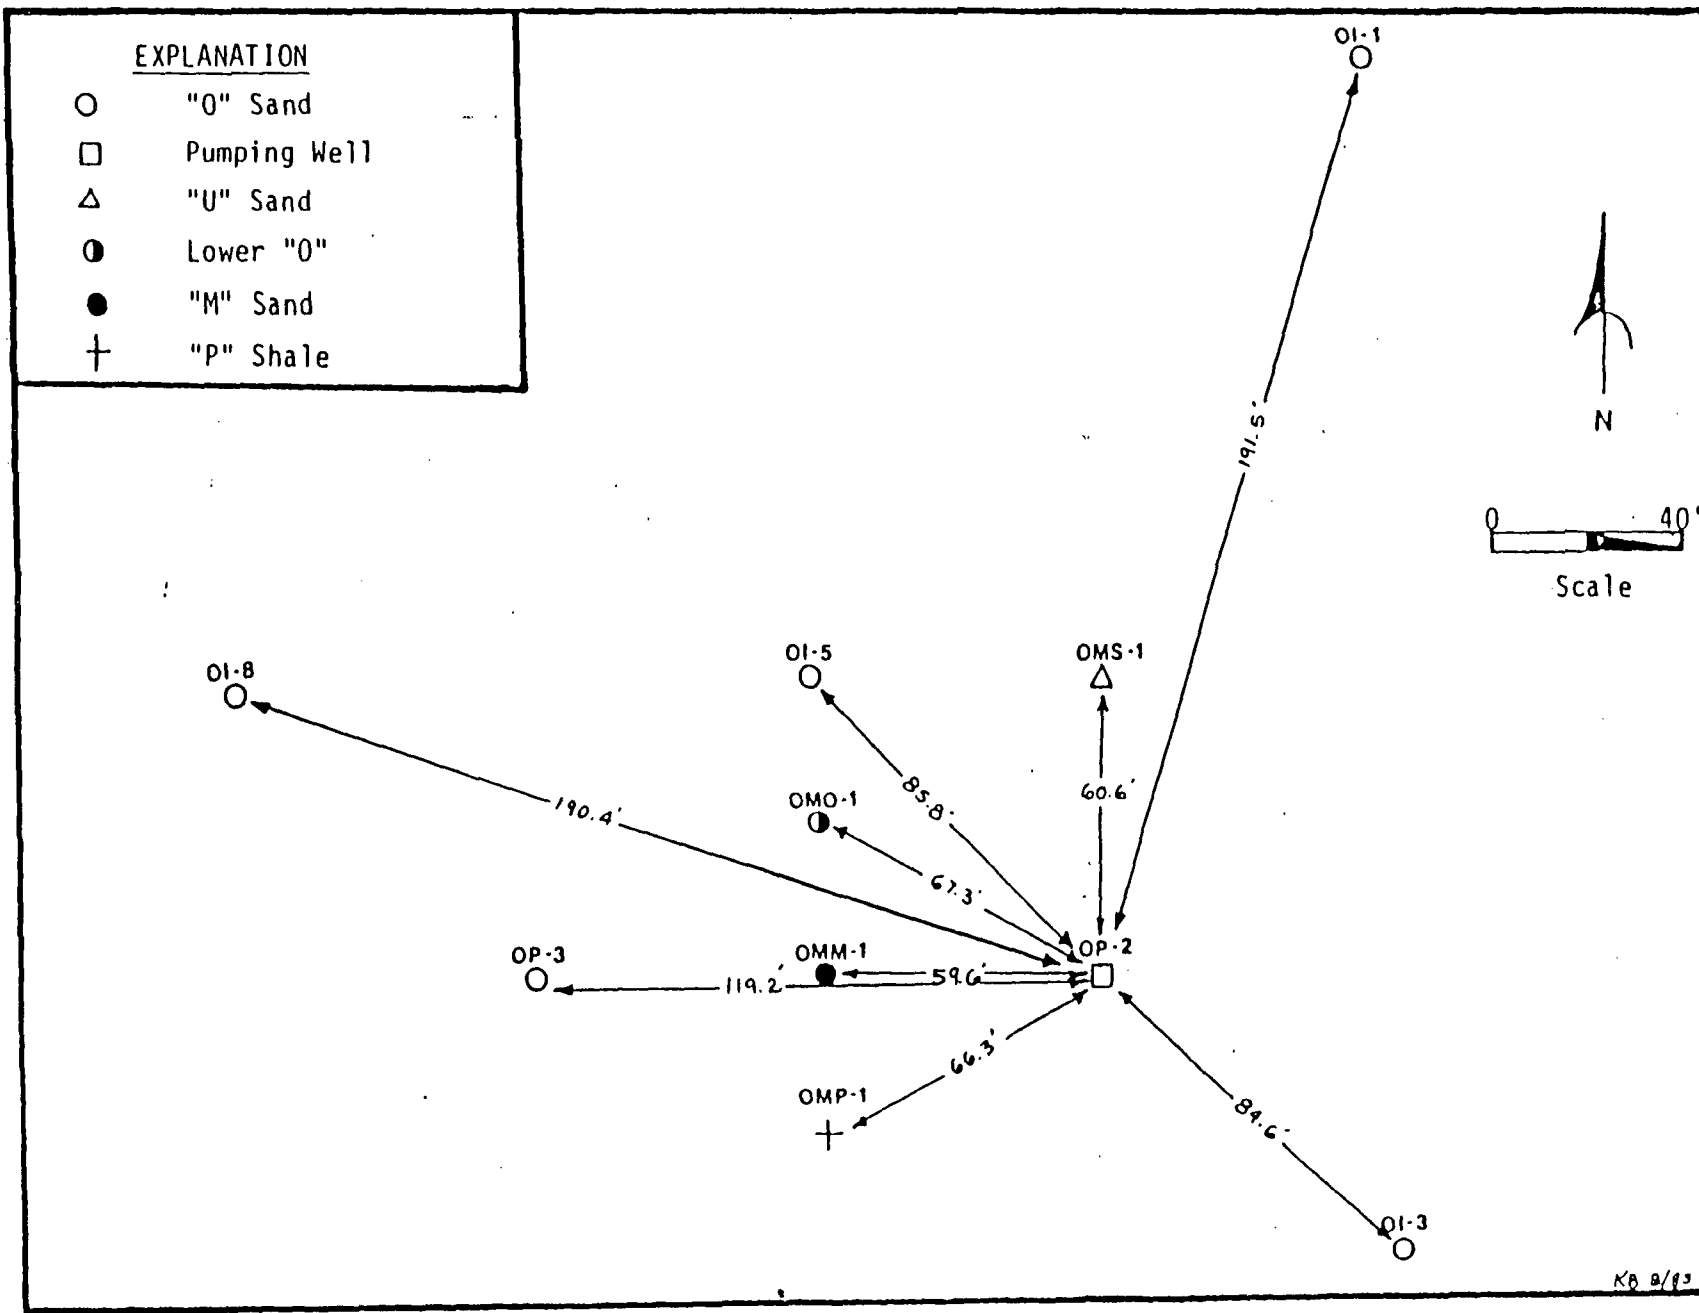 EXPLANATION
"O" Sand
Pumping Well
"U" Sand
Lower "O"
"M" Sand
"P" Shale
OI-1
191.5'
N
0 40'
Scale
OI-8
OI-5
OMS-1
190.4'
85.8'
60.6'
OMO-1
67.3'
OP-3
OMM-1
OP-2
119.2'
59.6'
66.3'
OMP-1
84.6'
OI-3
KB